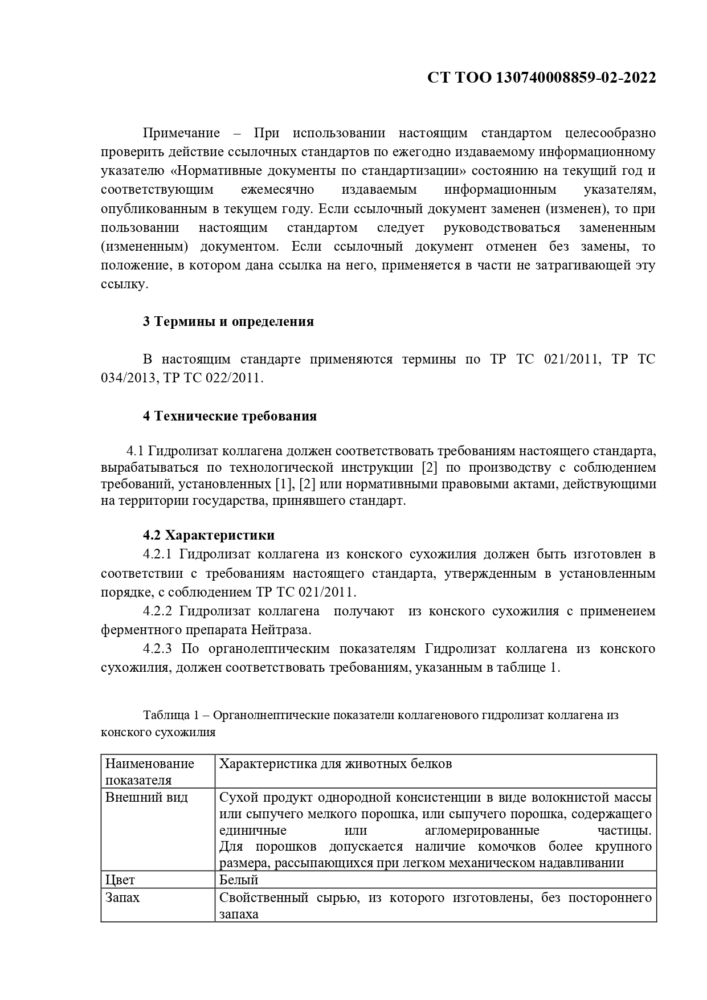 СТ ТОО 130740008859-02-2022
Примечание – При использовании настоящим стандартом целесообразно
проверить действие ссылочных стандартов по ежегодно издаваемому информационному
указателю «Нормативные документы по стандартизации» состоянию на текущий год и
соответствующим ежемесячно издаваемым информационным указателям,
опубликованным в текущем году. Если ссылочный документ заменен (изменен), то при
пользовании настоящим стандартом следует руководствоваться замененным
(измененным) документом. Если ссылочный документ отменен без замены, то
положение, в котором дана ссылка на него, применяется в части не затрагивающей эту
ссылку.
3 Термины и определения
В настоящим стандарте применяются термины по ТР ТС 021/2011, ТР ТС
034/2013, ТР ТС 022/2011.
4 Технические требования
4.1 Гидролизат коллагена должен соответствовать требованиям настоящего стандарта,
вырабатываться по технологической инструкции [2] по производству с соблюдением
требований, установленных [1], [2] или нормативными правовыми актами, действующими
на территории государства, принявшего стандарт.
4.2 Характеристики
4.2.1 Гидролизат коллагена из конского сухожилия должен быть изготовлен в
соответствии с требованиям настоящего стандарта, утвержденным в установленным
порядке, с соблюдением ТР ТС 021/2011.
4.2.2 Гидролизат коллагена получают из конского сухожилия с применеием
ферментного препарата Нейтраза.
4.2.3 По органолептическим показателям Гидролизат коллагена из конского
сухожилия, должен соответствовать требованиям, указанным в таблице 1.
Таблица 1 – Органолнептические показатели коллагенового гидролизат коллагена из
конского сухожилия
Наименование
показателя
Характеристика для животных белков
Внешний вид
Сухой продукт однородной консистенции в виде волокнистой массы
или сыпучего мелкого порошка, или сыпучего порошка, содержащего
единичные или агломерированные частицы.
Для порошков допускается наличие комочков более крупного
размера, рассыпающихся при легком механическом надавливании
Цвет
Белый
Запах
Свойственный сырью, из которого изготовлены, без постороннего
запаха